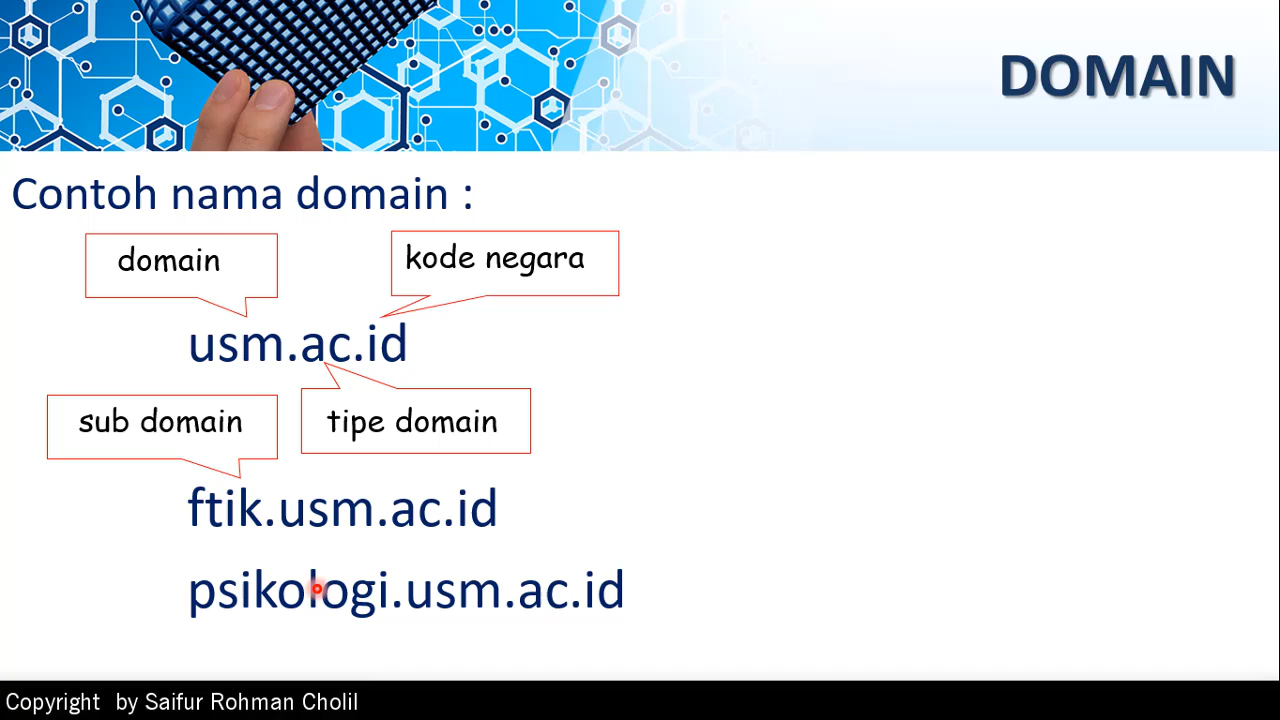 DOMAIN
Contoh nama domain :
domain
kode negara
usm.ac.id
sub domain
tipe domain
ftik.usm.ac.id
psikologi.usm.ac.id
Copyright by Saifur Rohman Cholil